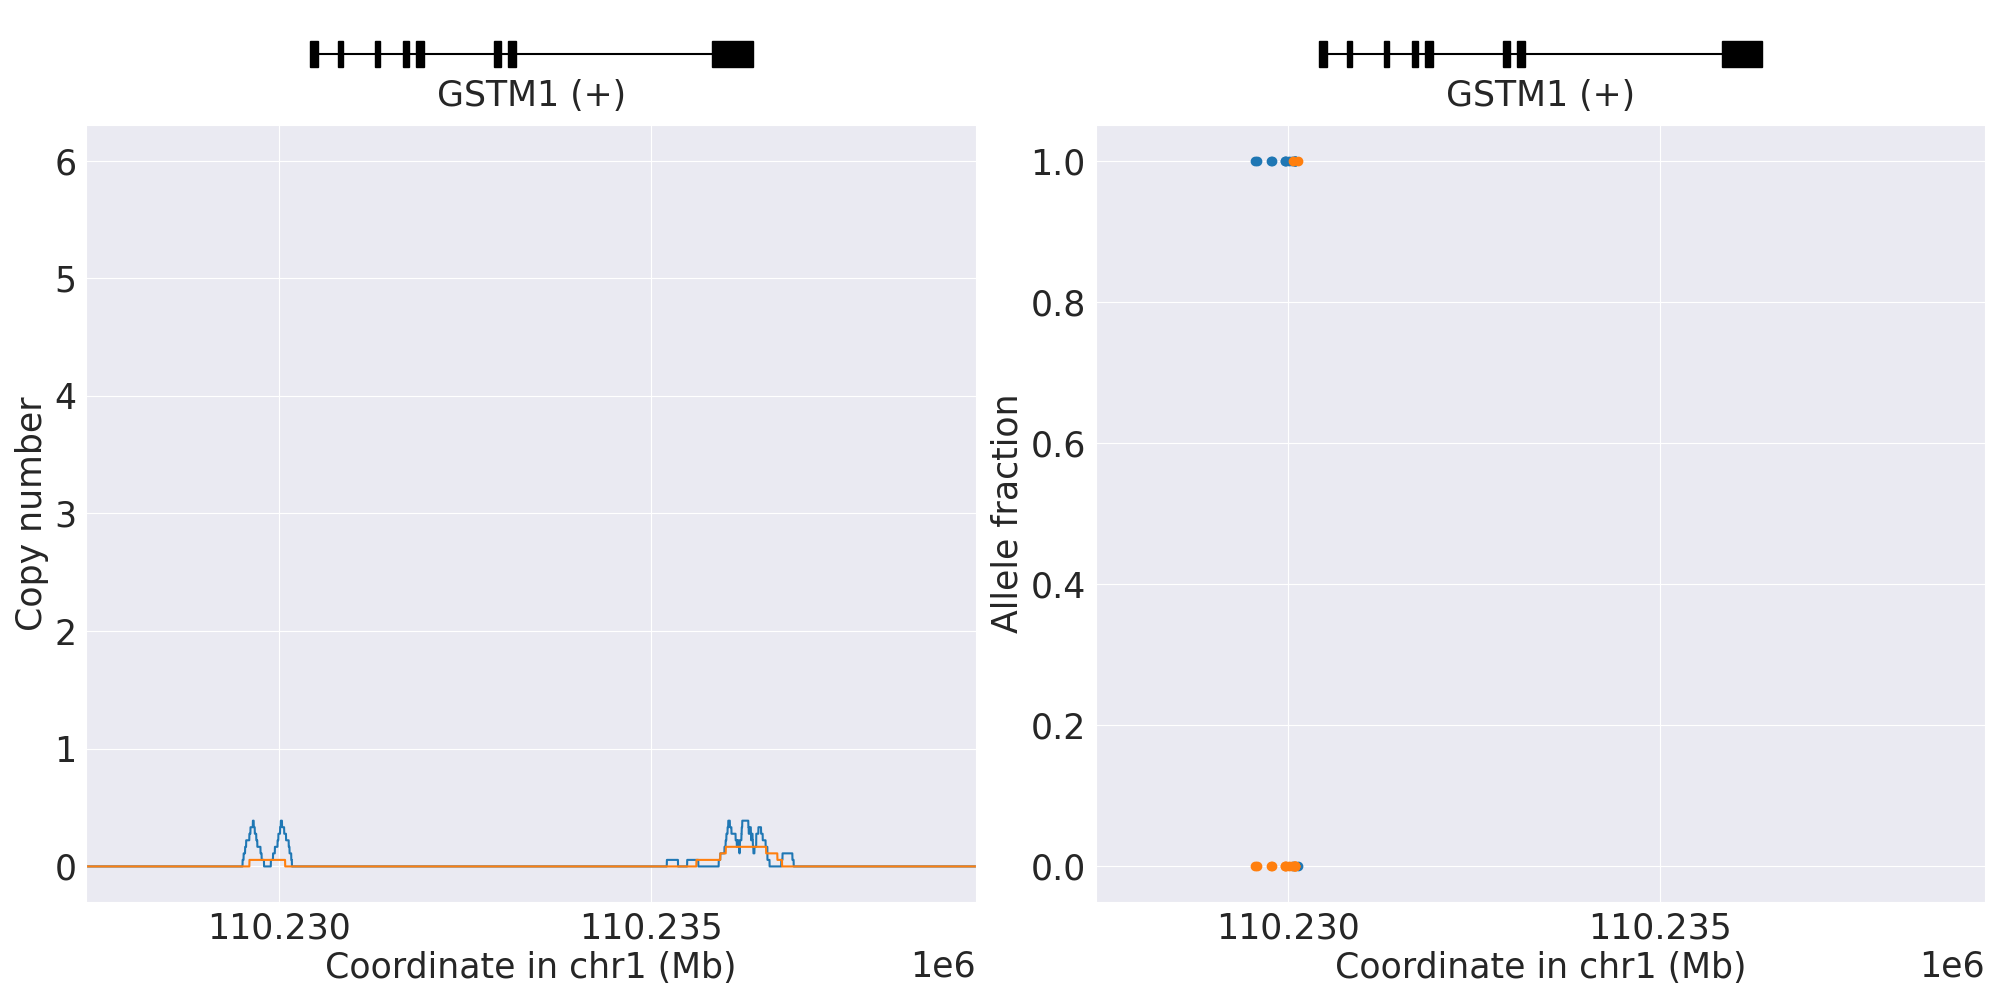 GSTM1 (+)
6
5
4
3
2
1
0
Copy number
110.230
110.235
Coordinate in chr1 (Mb)
1e6
GSTM1 (+)
1.0
0.8
0.6
0.4
0.2
0.0
Allele fraction
110.230
110.235
Coordinate in chr1 (Mb)
1e6